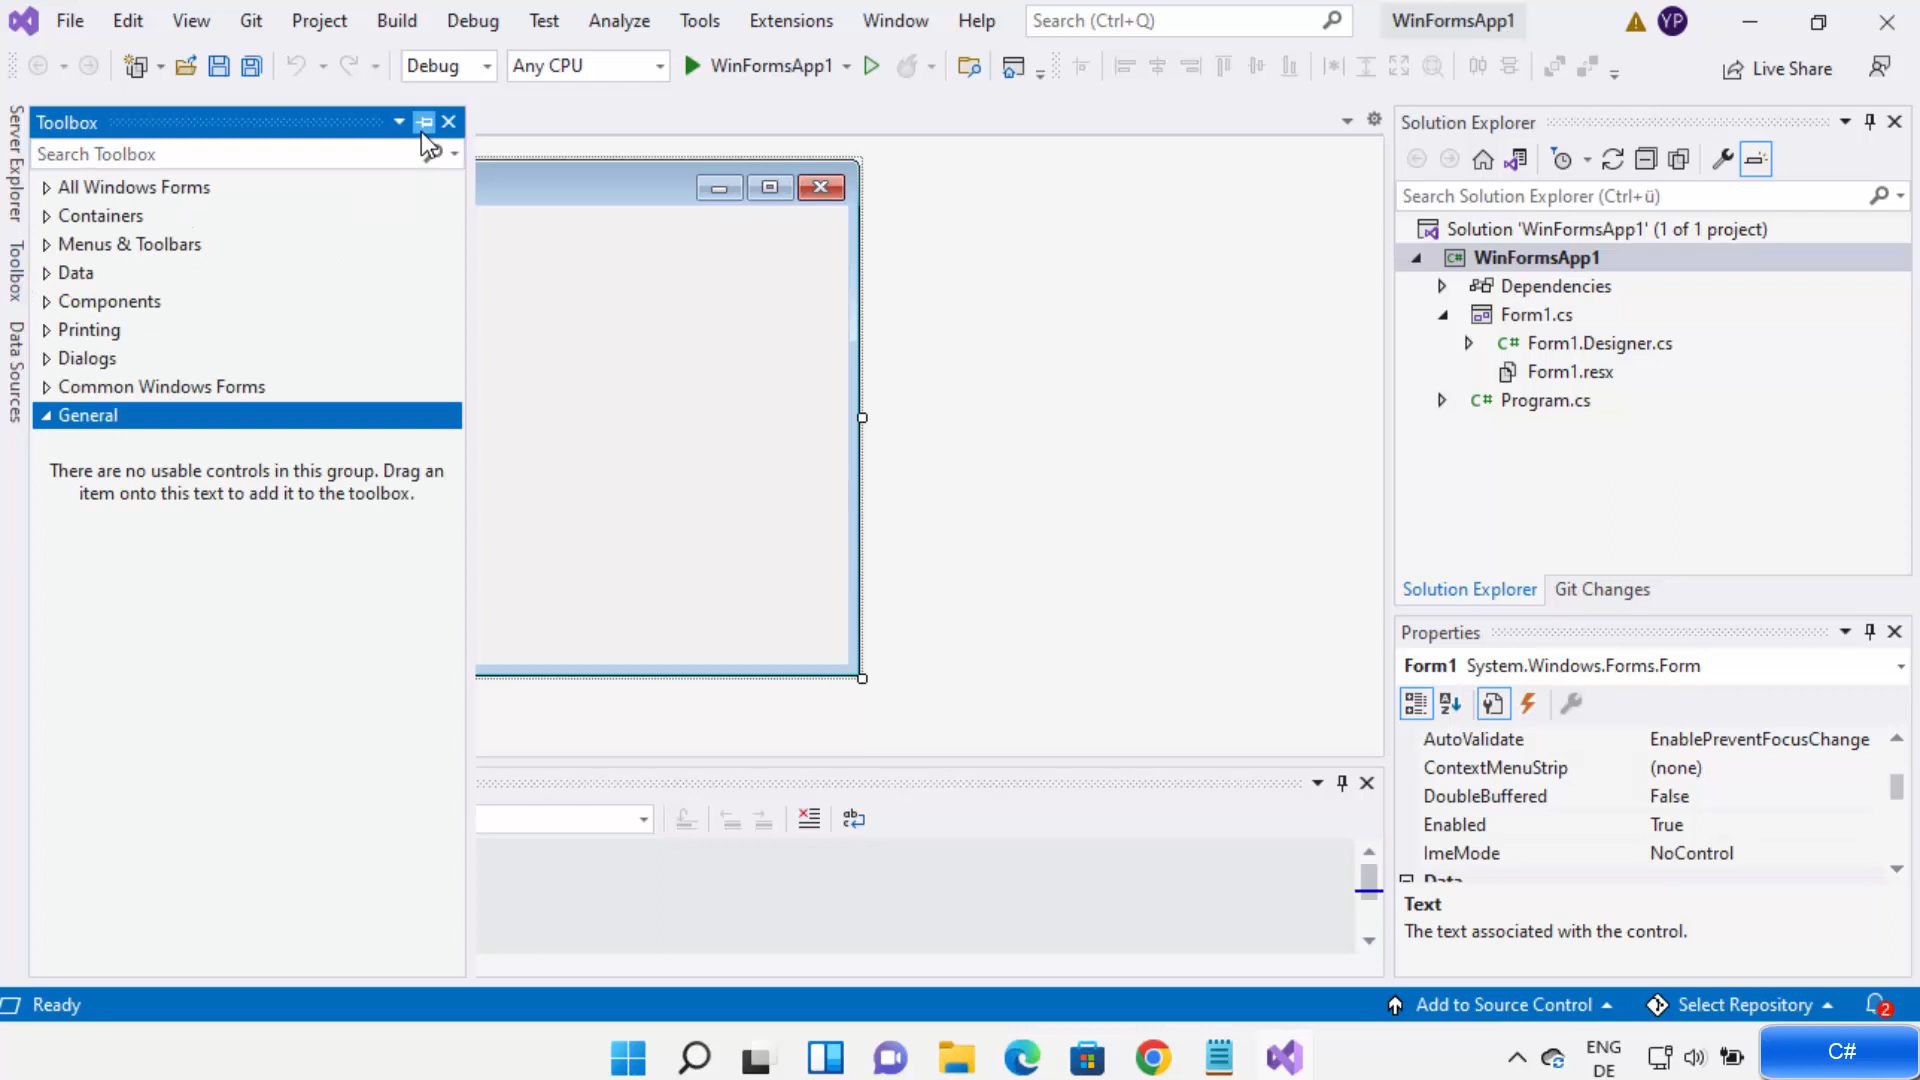 File Edit View Git Project Build Debug Test Analyze Tools Extensions Window Help Search (Ctrl+Q) WinFormsApp1 YP
Debug Any CPU WinFormsApp1 Live Share
Server Explorer
Toolbox
Data Sources
Toolbox
Search Toolbox
All Windows Forms
Containers
Menus & Toolbars
Data
Components
Printing
Dialogs
Common Windows Forms
General
There are no usable controls in this group. Drag an
item onto this text to add it to the toolbox.
Solution Explorer
Search Solution Explorer (Ctrl+ü)
Solution 'WinFormsApp1' (1 of 1 project)
C# WinFormsApp1
Dependencies
Form1.cs
C# Form1.Designer.cs
Form1.resx
C# Program.cs
Solution Explorer Git Changes
Properties
Form1 System.Windows.Forms.Form
AutoValidate EnablePreventFocusChange
ContextMenuStrip (none)
DoubleBuffered False
Enabled True
ImeMode NoControl
Data
Text
The text associated with the control.
Ready Add to Source Control Select Repository 2
ENG
DE
C#